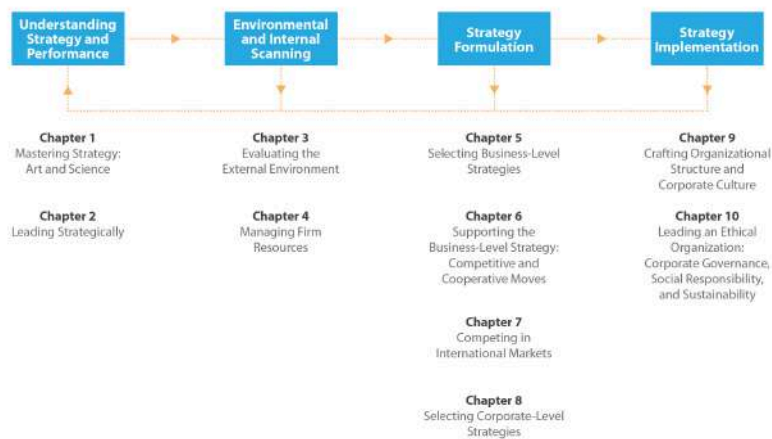 Understanding
Strategy and
Performance
Environmental
and Internal
Scanning
Strategy
Formulation
Strategy
Implementation
Chapter 1
Mastering Strategy:
Art and Science
Chapter 2
Leading Strategically
Chapter 3
Evaluating the
External Environment
Chapter 4
Managing Firm
Resources
Chapter 5
Selecting Business-Level
Strategies
Chapter 6
Supporting the
Business-Level Strategy:
Competitive and
Cooperative Moves
Chapter 7
Competing in
International Markets
Chapter 8
Selecting Corporate-Level
Strategies
Chapter 9
Crafting Organizational
Structure and
Corporate Culture
Chapter 10
Leading an Ethical
Organization:
Corporate Governance,
Social Responsibility,
and Sustainability